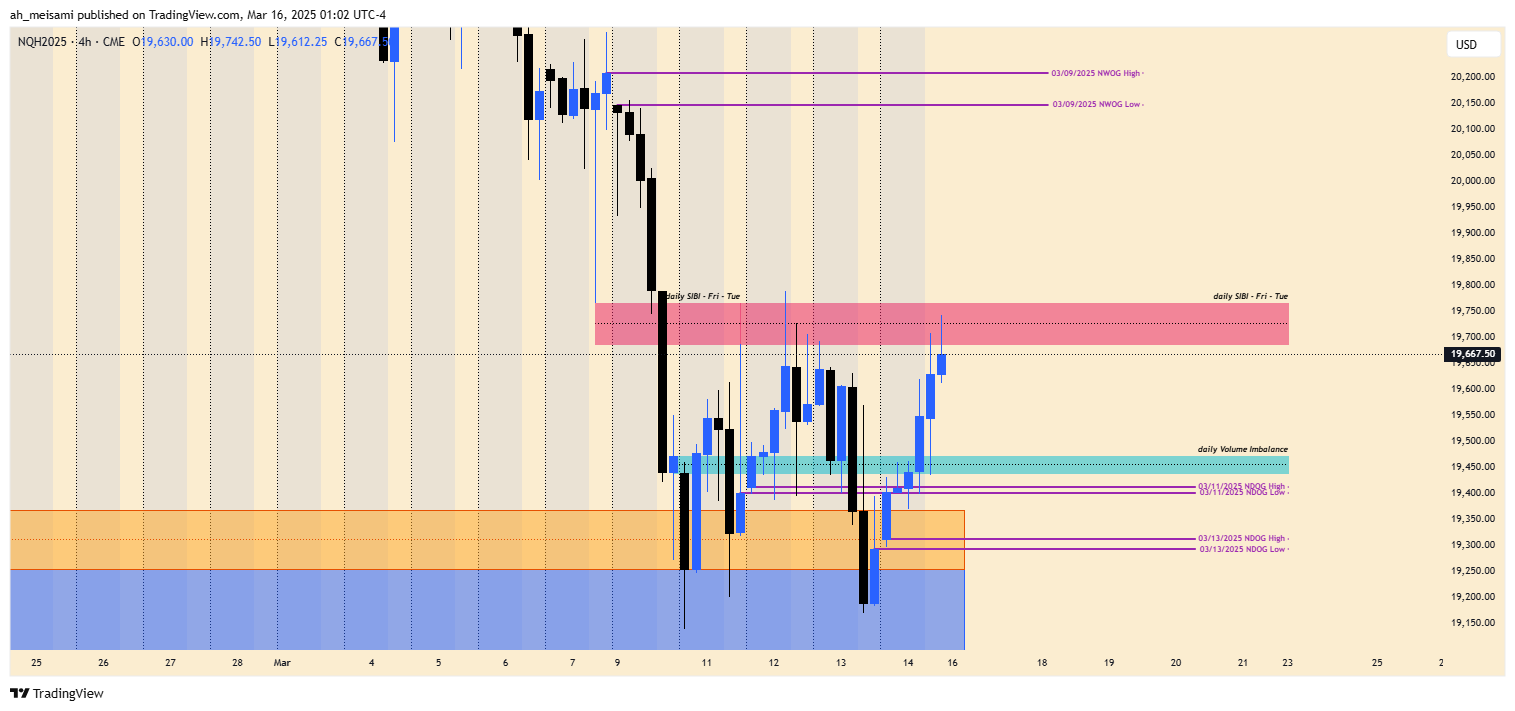 ah_meisami published on TradingView.com, Mar 16, 2025 01:02 UTC-4
NQH2025 · 4h · CME O19,630.00 H19,742.50 L19,612.25 C19,667.50
USD
20,200.00
20,150.00
20,100.00
20,050.00
20,000.00
19,950.00
19,900.00
19,850.00
19,800.00
19,750.00
19,700.00
19,667.50
19,650.00
19,600.00
19,550.00
19,500.00
19,450.00
19,400.00
19,350.00
19,300.00
19,250.00
19,200.00
19,150.00
03/09/2025 NWOG High ·
03/09/2025 NWOG Low ·
daily SIBI - Fri - Tue
daily SIBI - Fri - Tue
daily Volume Imbalance
03/11/2025 NDOG High ·
03/11/2025 NDOG Low ·
03/13/2025 NDOG High ·
03/13/2025 NDOG Low ·
25 26 27 28 Mar 4 5 6 7 9 11 12 13 14 16 18 19 20 21 23 25 2
TradingView